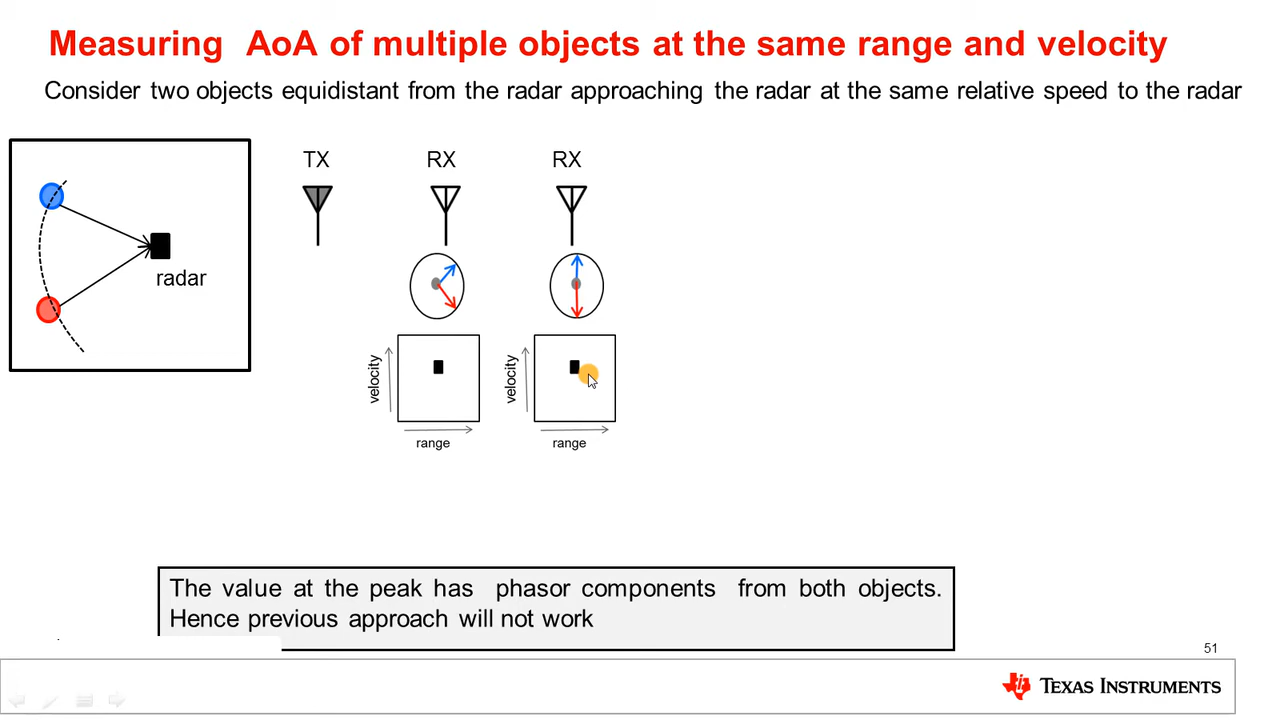 Measuring AoA of multiple objects at the same range and velocity
Consider two objects equidistant from the radar approaching the radar at the same relative speed to the radar
radar
TX
RX
RX
velocity
range
velocity
range
The value at the peak has phasor components from both objects.
Hence previous approach will not work
51
TEXAS INSTRUMENTS